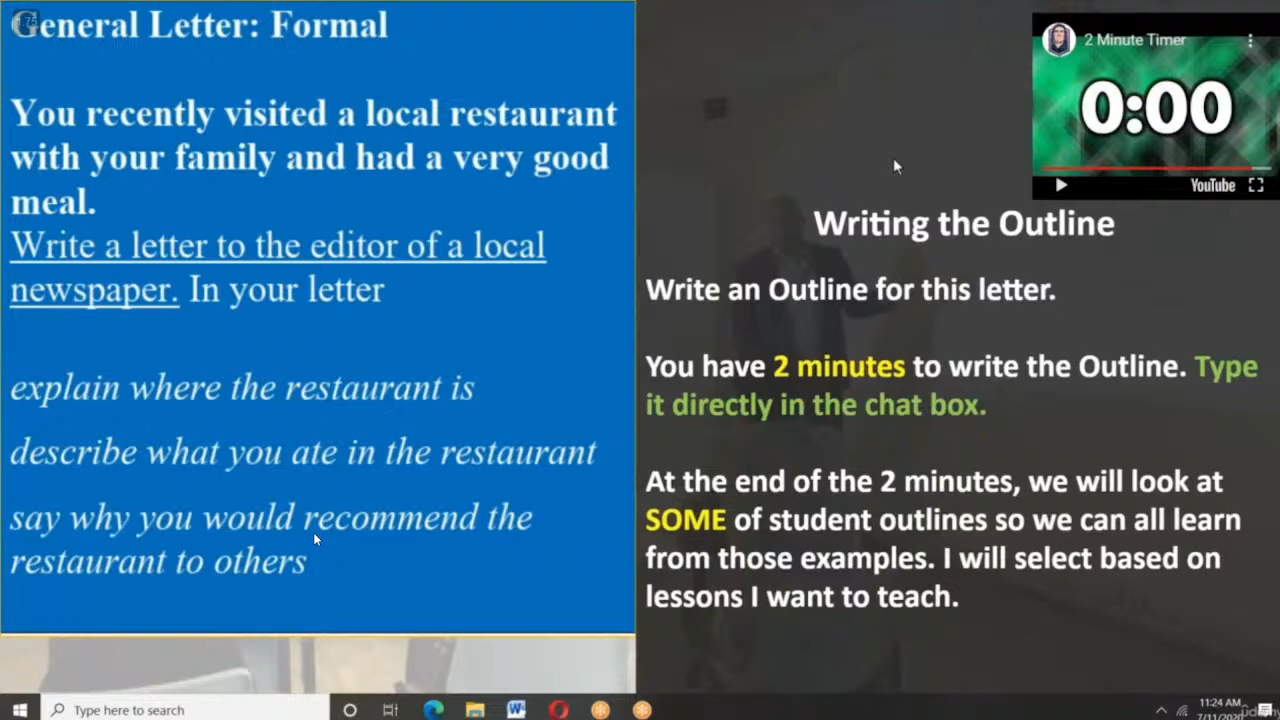 General Letter: Formal
You recently visited a local restaurant
with your family and had a very good
meal.
Write a letter to the editor of a local
newspaper. In your letter
explain where the restaurant is
describe what you ate in the restaurant
say why you would recommend the
restaurant to others
2 Minute Timer
0:00
YouTube
Writing the Outline
Write an Outline for this letter.
You have 2 minutes to write the Outline. Type
it directly in the chat box.
At the end of the 2 minutes, we will look at
SOME of student outlines so we can all learn
from those examples. I will select based on
lessons I want to teach.
Type here to search
11:24 AM